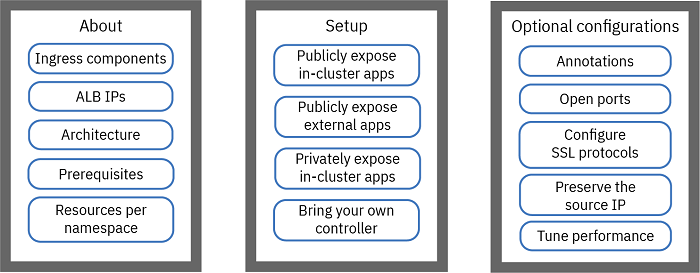 About
Ingress components
ALB IPs
Architecture
Prerequisites
Resources per
namespace
Setup
Publicly expose
in-cluster apps
Publicly expose
external apps
Privately expose
in-cluster apps
Bring your own
controller
Optional configurations
Annotations
Open ports
Configure
SSL protocols
Preserve the
source IP
Tune performance